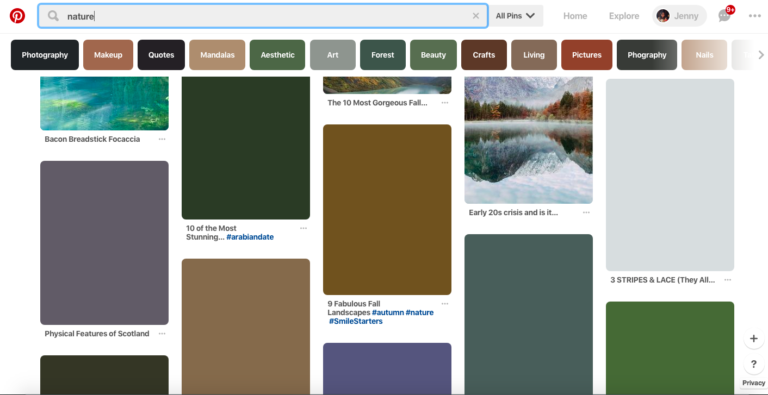 nature
All Pins
Home
Explore
Jenny
9+
Photography
Makeup
Quotes
Mandalas
Aesthetic
Art
Forest
Beauty
Crafts
Living
Pictures
Phography
Nails
Bacon Breadstick Focaccia
10 of the Most
Stunning... #arabiandate
The 10 Most Gorgeous Fall...
Early 20s crisis and is it...
3 STRIPES & LACE (They All...
Physical Features of Scotland
9 Fabulous Fall
Landscapes #autumn #nature
#SmileStarters
+
?
Privacy